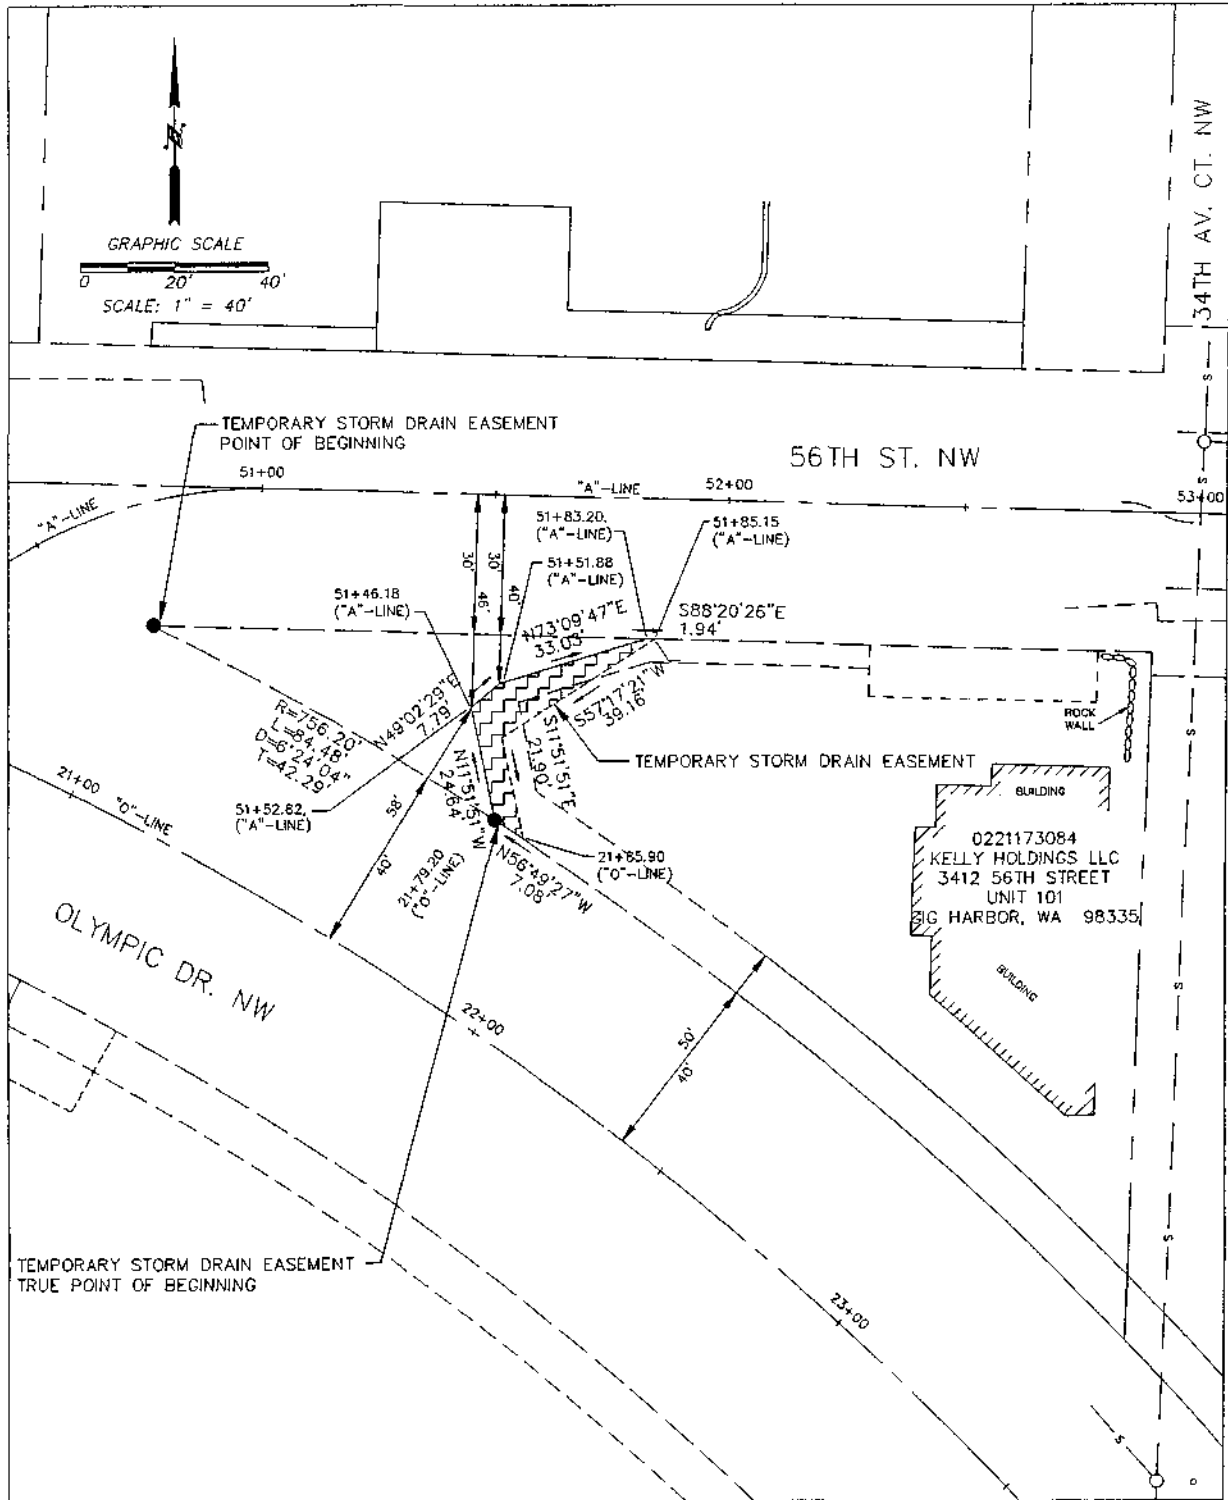 34TH AV. CT. NW
GRAPHIC SCALE
0 20' 40'
SCALE: 1" = 40'
S
TEMPORARY STORM DRAIN EASEMENT
POINT OF BEGINNING
56TH ST. NW
51+00
"A"-LINE
52+00
53+00
"A"-LINE
S
51+83.20,
("A"-LINE)
51+85.15
("A"-LINE)
30'
30'
51+51.88
("A"-LINE)
51+46.18
("A"-LINE)
46'
40'
S88°20'26"E
1.94'
N73°09'47"E
33.03'
N49°02'29"E
7.79'
S57°17'21"W
39.16'
R=756.20'
L=84.48'
D=6°24'04"
T=42.29'
ROCK
WALL
S
S17°51'51"E
21.90'
TEMPORARY STORM DRAIN EASEMENT
21+00
"O"-LINE
N11°51'51"W
24.64'
51+52.82,
("A"-LINE)
58'
40'
BUILDING
0221173084
KELLY HOLDINGS LLC
3412 56TH STREET
UNIT 101
GIG HARBOR, WA 98335
21+85.90
("O"-LINE)
N56°49'27"W
7.08'
21+79.20
("O"-LINE)
OLYMPIC DR. NW
BUILDING
S
22+00
50'
40'
S
TEMPORARY STORM DRAIN EASEMENT
TRUE POINT OF BEGINNING
23+00
S